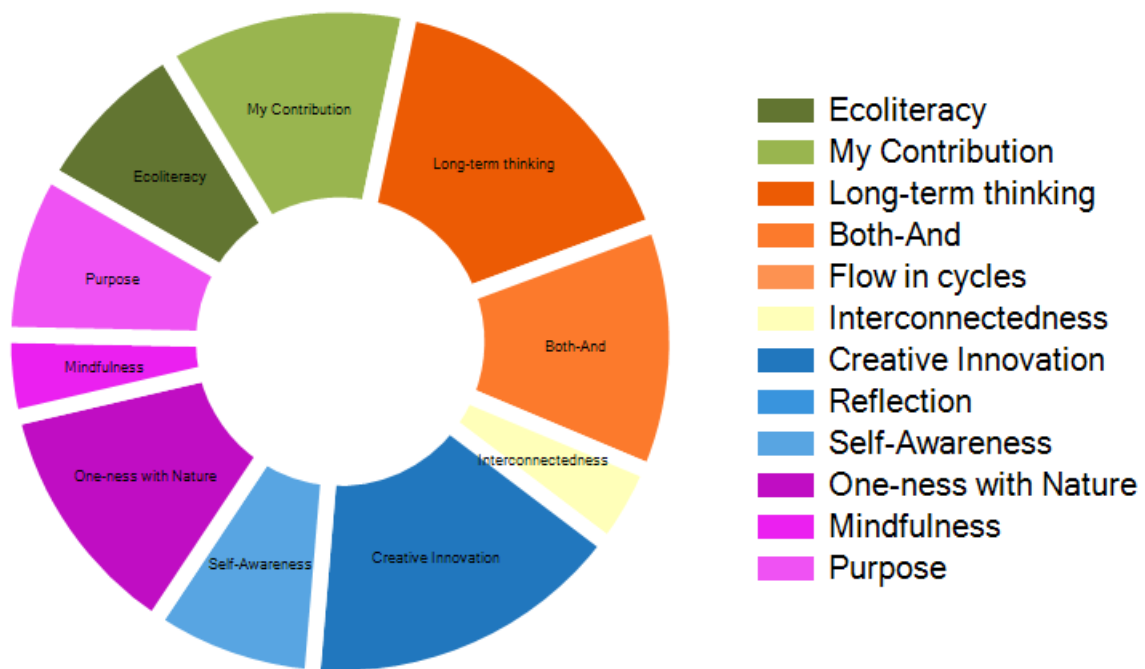 My Contribution
Long-term thinking
Ecoliteracy
Purpose
Both-And
Mindfulness
Interconnectedness
One-ness with Nature
Creative Innovation
Self-Awareness
Ecoliteracy
My Contribution
Long-term thinking
Both-And
Flow in cycles
Interconnectedness
Creative Innovation
Reflection
Self-Awareness
One-ness with Nature
Mindfulness
Purpose